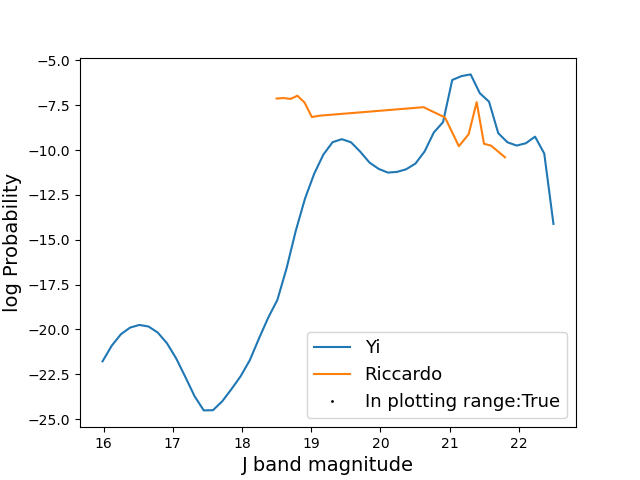 −5.0
−7.5
−10.0
−12.5
−15.0
−17.5
−20.0
−22.5
−25.0
log Probability
Yi
Riccardo
In plotting range:True
16 17 18 19 20 21 22
J band magnitude